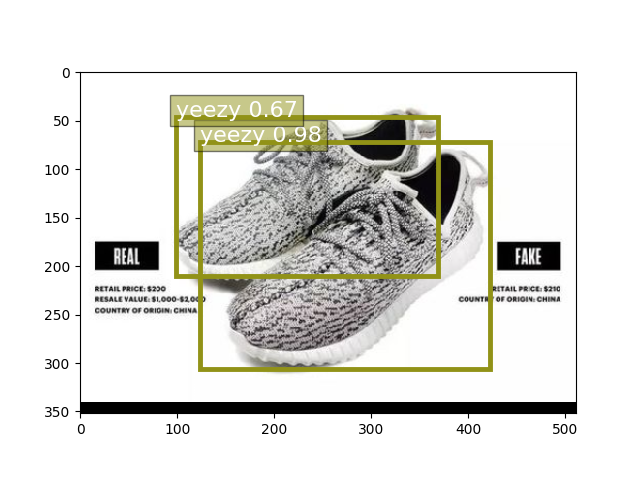 yeezy 0.67
yeezy 0.98
REAL
RETAIL PRICE: $200
RESALE VALUE: $1,000-$2,000
COUNTRY OF ORIGIN: CHINA
FAKE
RETAIL PRICE: $210
COUNTRY OF ORIGIN: CHINA
0
50
100
150
200
250
300
350
0
100
200
300
400
500